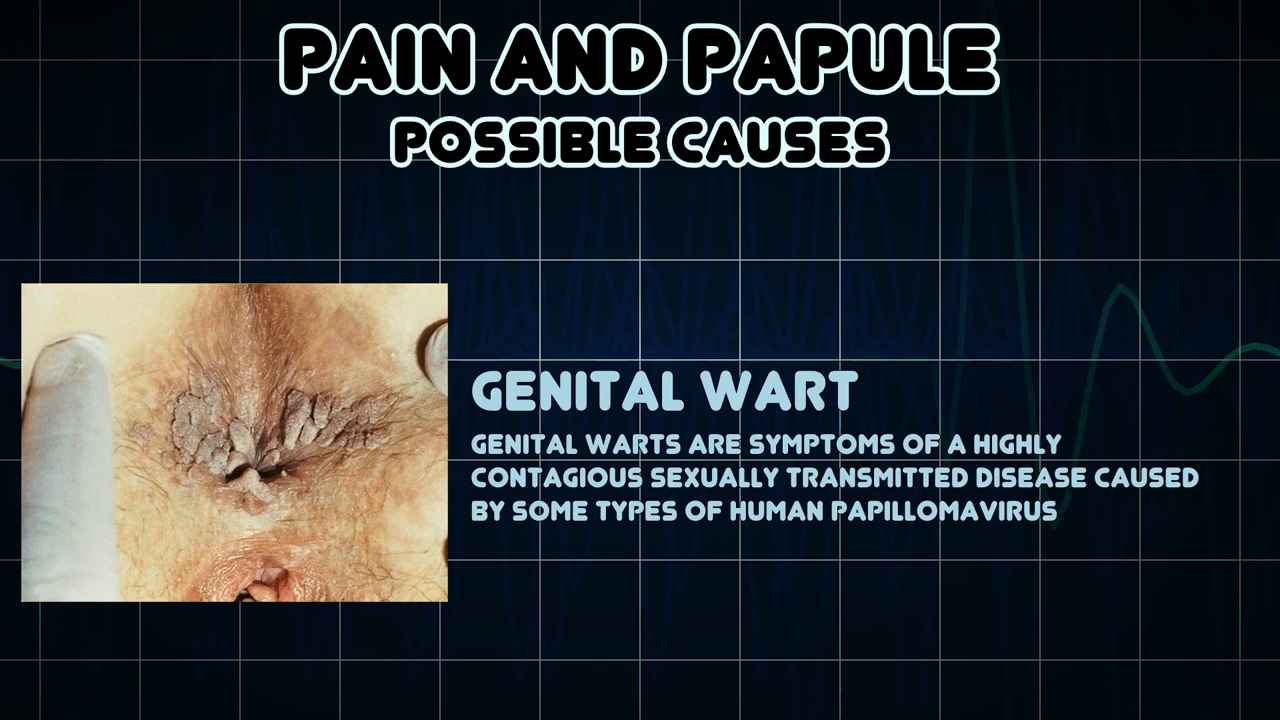 PAIN AND PAPULE
POSSIBLE CAUSES
GENITAL WART
GENITAL WARTS ARE SYMPTOMS OF A HIGHLY
CONTAGIOUS SEXUALLY TRANSMITTED DISEASE CAUSED
BY SOME TYPES OF HUMAN PAPILLOMAVIRUS